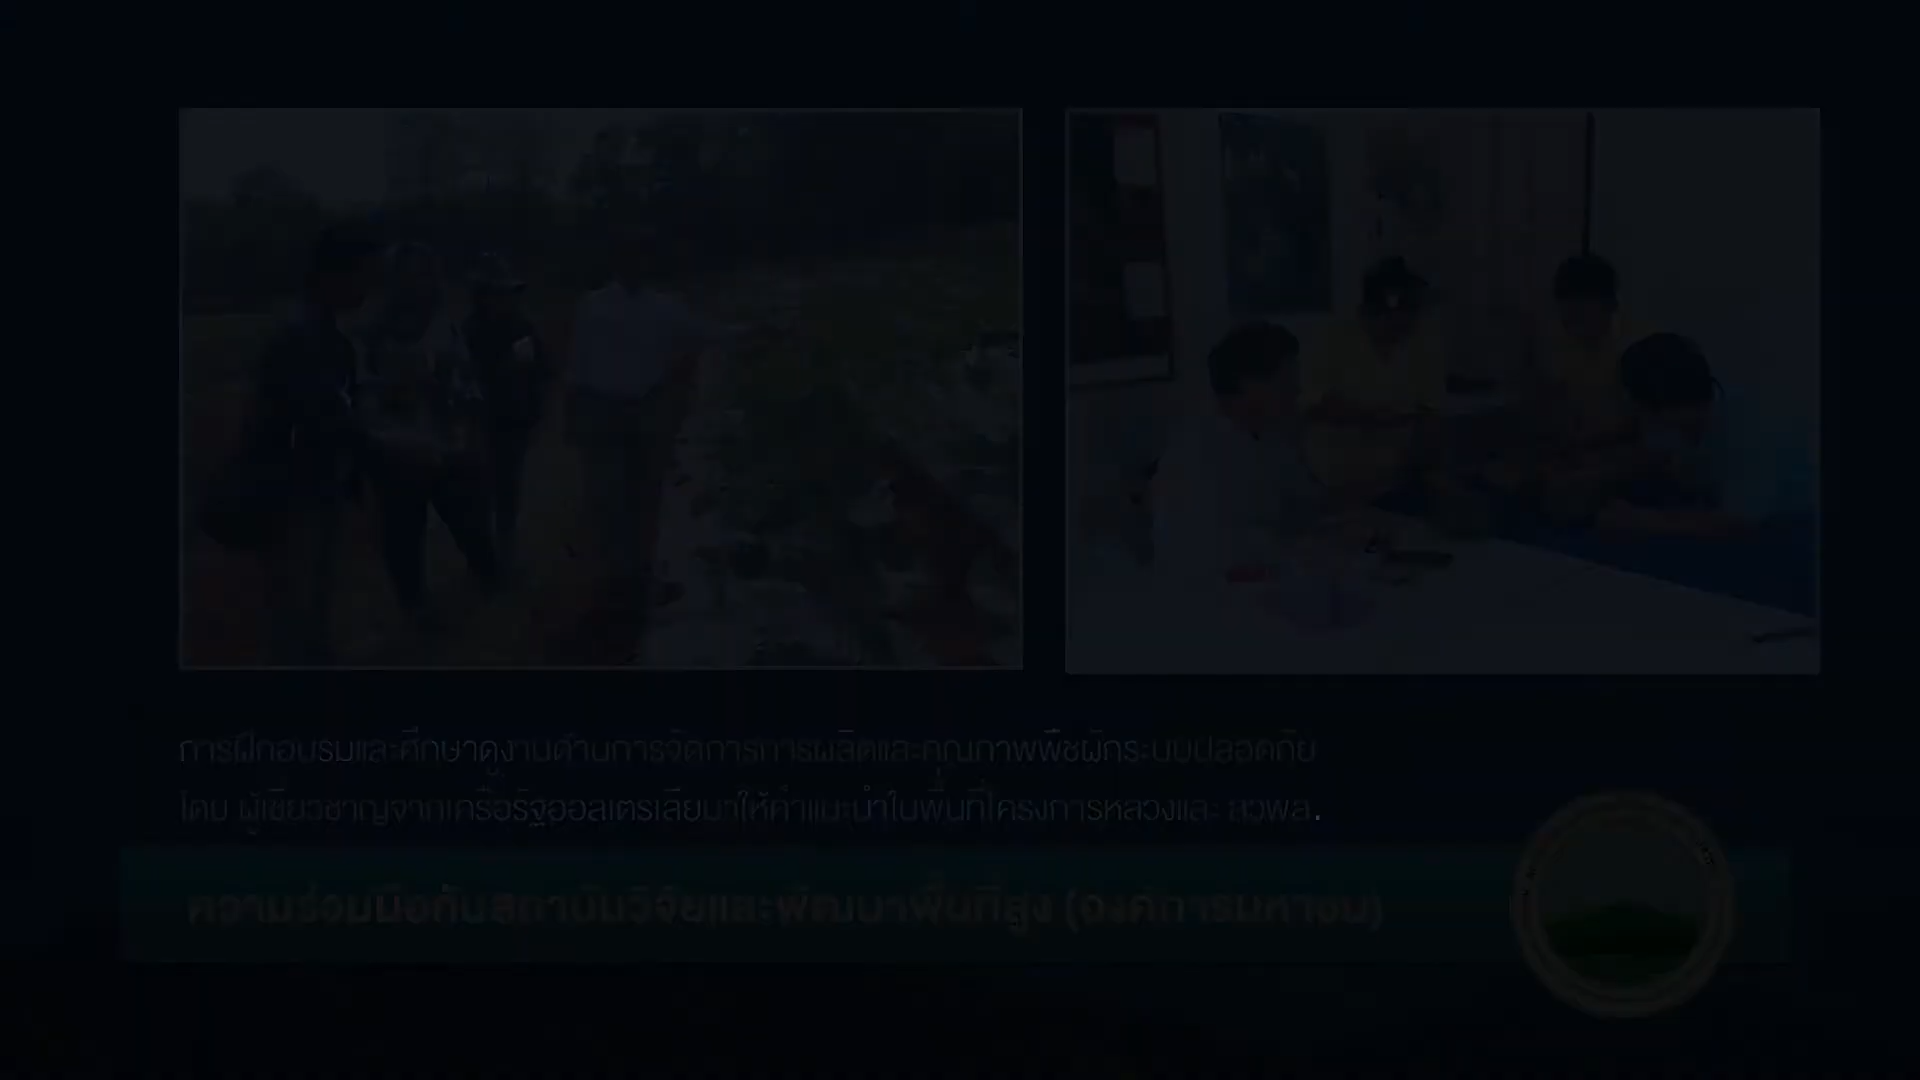 การฝึกอบรมและศึกษาดูงานด้านการจัดการการผลิตและคุณภาพพืชผักระบบปลอดภัย
โดย ผู้เชี่ยวชาญจากเครือรัฐออสเตรเลียมาให้คำแนะนำในพื้นที่โครงการหลวงและ สวพส.
ความร่วมมือกับสถาบันวิจัยและพัฒนาพื้นที่สูง (องค์การมหาชน)